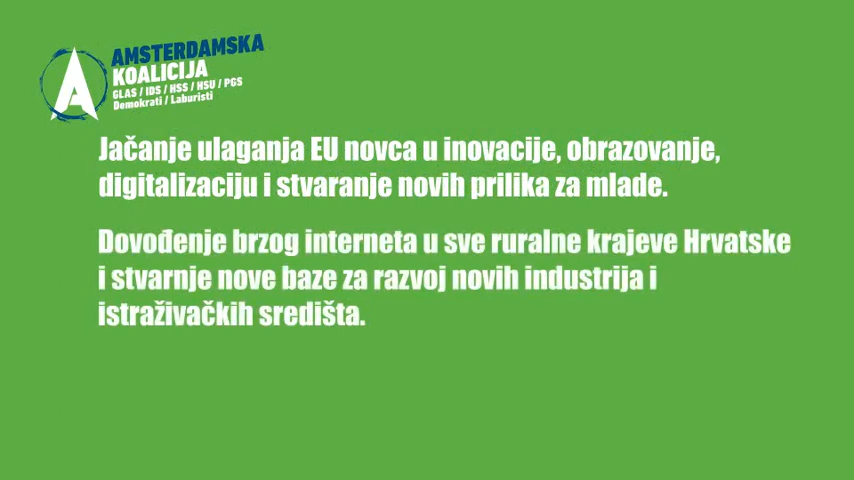 AMSTERDAMSKA
KOALICIJA
GLAS / IDS / HSS / HSU / PGS
Demokrati / Laburisti
Jačanje ulaganja EU novca u inovacije, obrazovanje,
digitalizaciju i stvaranje novih prilika za mlade.
Dovođenje brzog interneta u sve ruralne krajeve Hrvatske
i stvarnje nove baze za razvoj novih industrija i
istraživačkih središta.